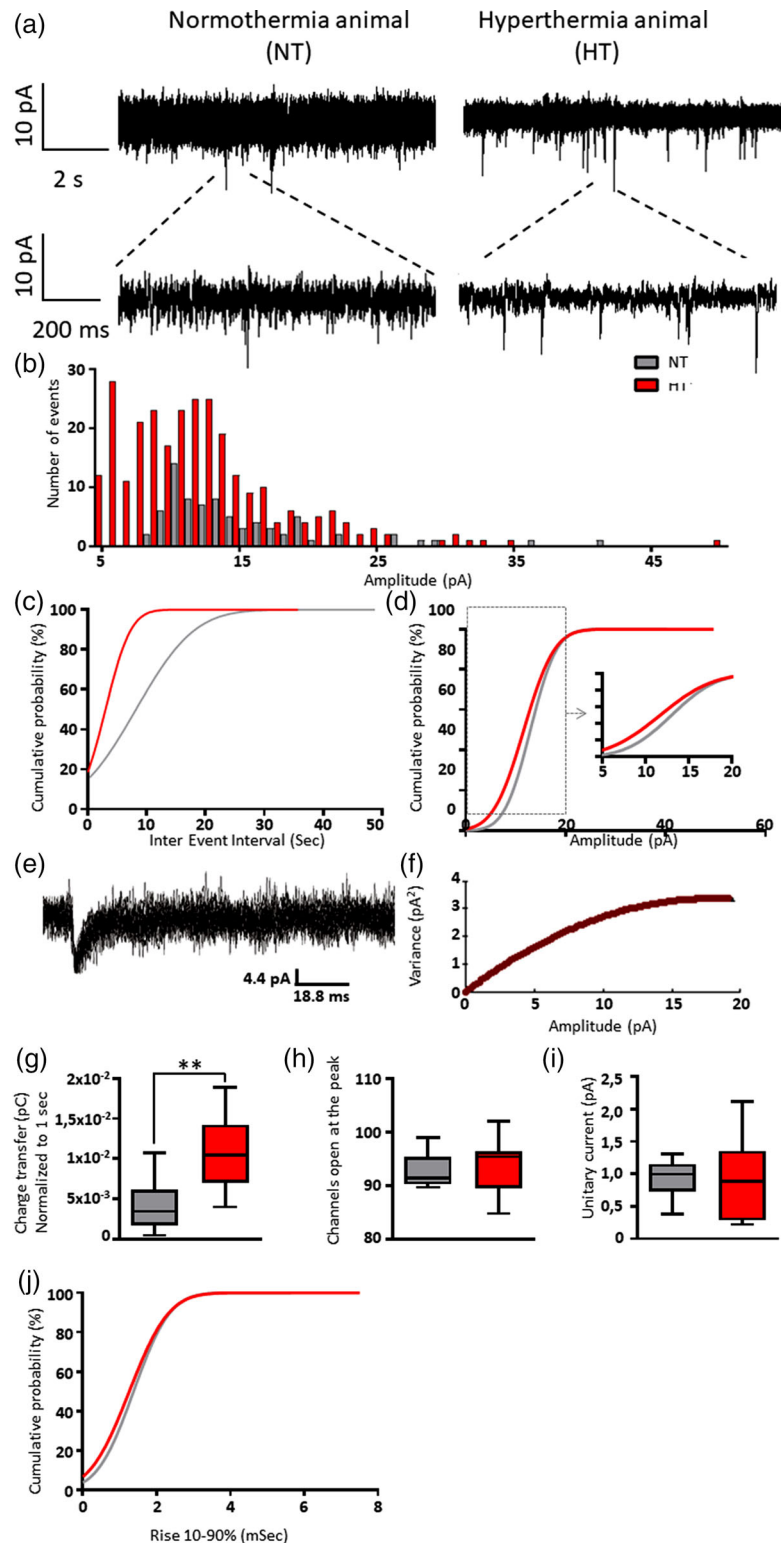 (a)
Normothermia animal
(NT)
Hyperthermia animal
(HT)
10 pA
2 s
10 pA
200 ms
(b)
NT
Number of events
30
20
10
0
5
15
25
35
45
Amplitude (pA)
(c)
Cumulative probability (%)
100
80
60
40
20
0
0
10
20
30
40
50
Inter Event Interval (Sec)
(d)
Cumulative probability (%)
100
80
60
40
20
0
5
10
15
20
0
20
40
60
Amplitude (pA)
(e)
4.4 pA
18.8 ms
(f)
Variance (pA²)
4
3
2
1
0
0
5
10
15
20
Amplitude (pA)
(g)
Charge transfer (pC)
Normalized to 1 sec
2x10⁻²
1,5x10⁻²
1x10⁻²
5x10⁻³
0
**
(h)
Channels open at the peak
110
100
90
80
(i)
Unitary current (pA)
2,5
2,0
1,5
1,0
0,5
0
(j)
Cumulative probability (%)
100
80
60
40
20
0
0
2
4
6
8
Rise 10-90% (mSec)